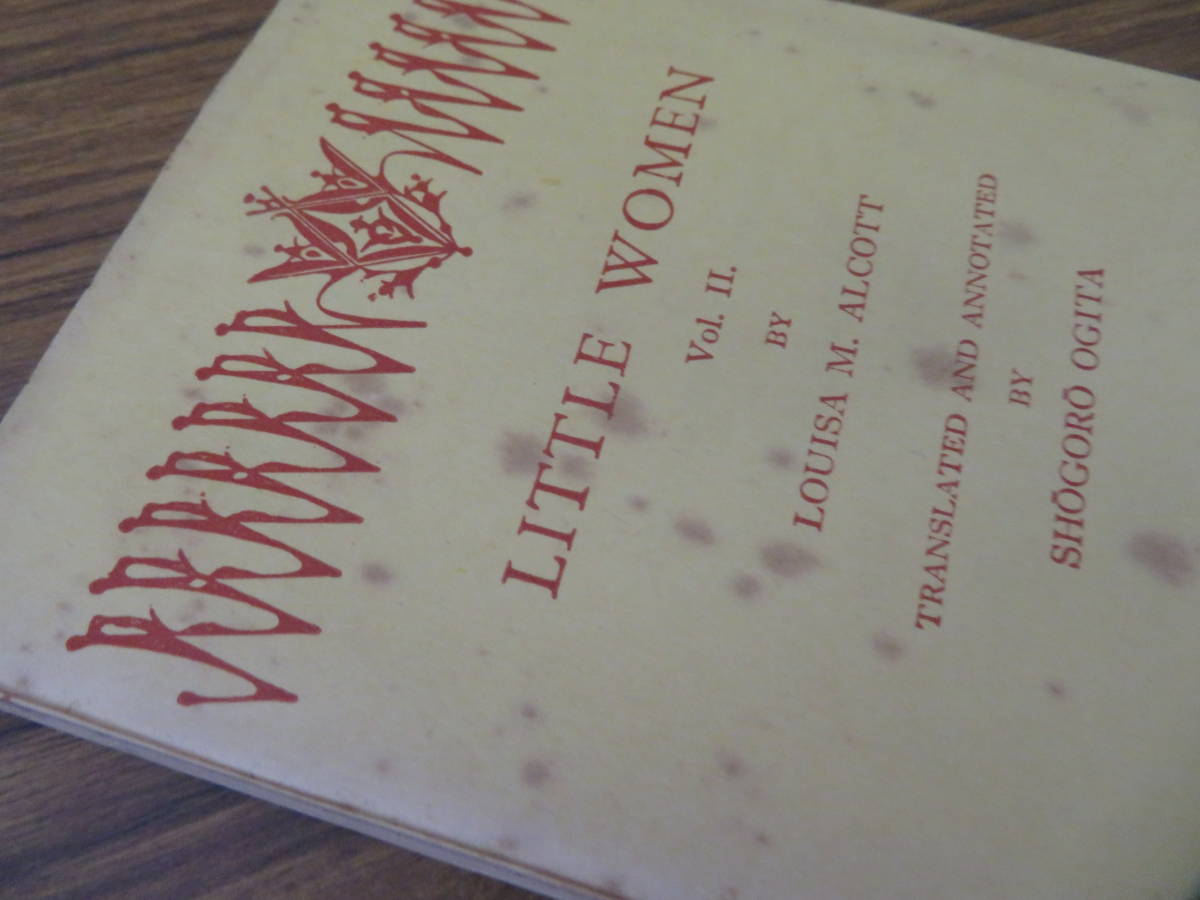 LITTLE WOMEN
Vol. II.
BY
LOUISA M. ALCOTT
TRANSLATED AND ANNOTATED
BY
SHŌGORŌ OGITA